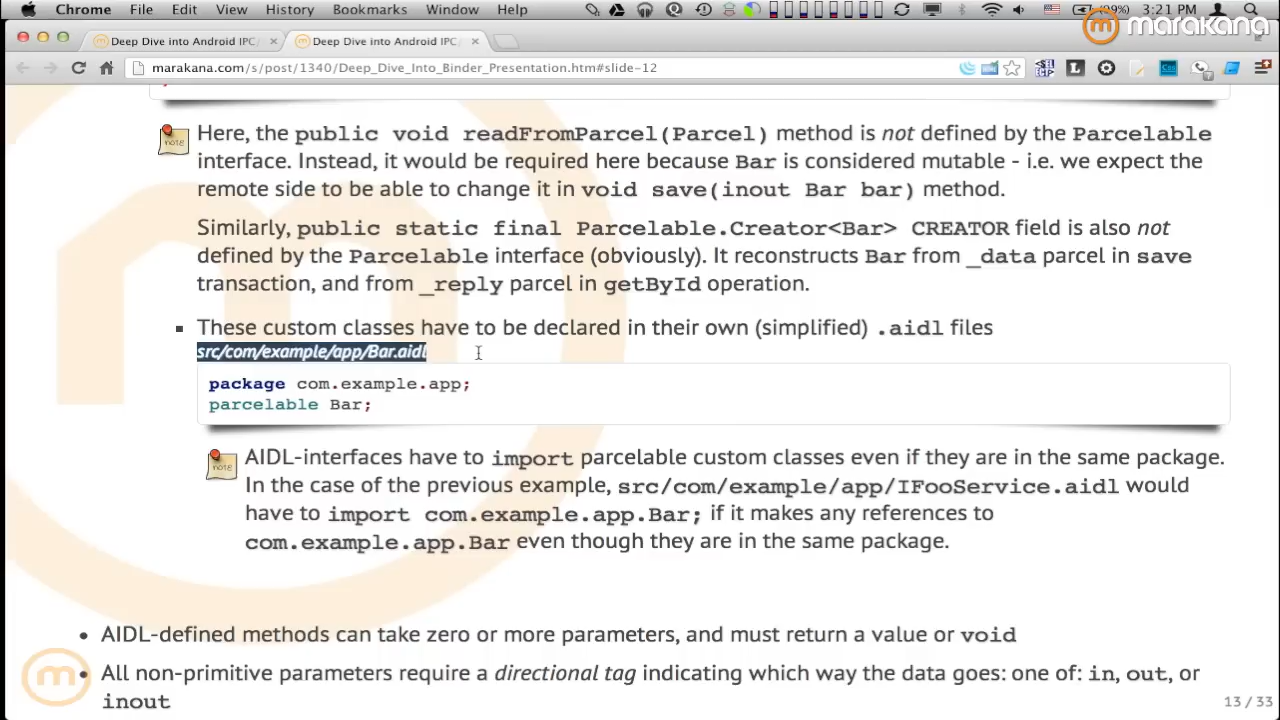 Chrome File Edit View History Bookmarks Window Help (99%) 3:21 PM
marakana
Deep Dive into Android IPC/ × Deep Dive into Android IPC/ ×
marakana.com/s/post/1340/Deep_Dive_Into_Binder_Presentation.htm#slide-12
note
Here, the public void readFromParcel(Parcel) method is not defined by the Parcelable
interface. Instead, it would be required here because Bar is considered mutable - i.e. we expect the
remote side to be able to change it in void save(inout Bar bar) method.
Similarly, public static final Parcelable.Creator<Bar> CREATOR field is also not
defined by the Parcelable interface (obviously). It reconstructs Bar from _data parcel in save
transaction, and from _reply parcel in getById operation.
These custom classes have to be declared in their own (simplified) .aidl files
src/com/example/app/Bar.aidl
package com.example.app;
parcelable Bar;
note
AIDL-interfaces have to import parcelable custom classes even if they are in the same package.
In the case of the previous example, src/com/example/app/IFooService.aidl would
have to import com.example.app.Bar; if it makes any references to
com.example.app.Bar even though they are in the same package.
• AIDL-defined methods can take zero or more parameters, and must return a value or void
• All non-primitive parameters require a directional tag indicating which way the data goes: one of: in, out, or
inout
m
13 / 33